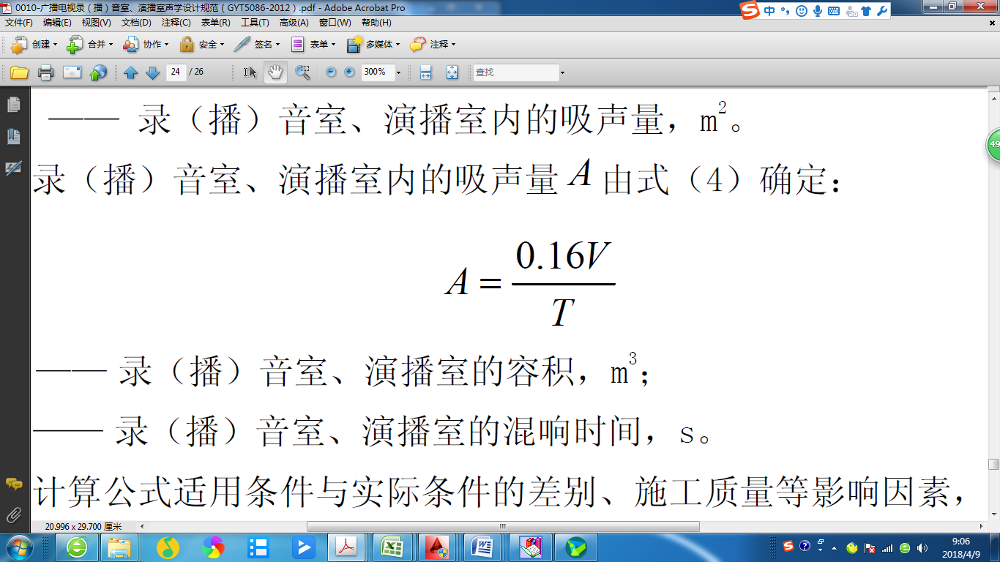 0010-广播电视录（播）音室、演播室声学设计规范（GYT5086-2012）.pdf - Adobe Acrobat Pro
中
文件(F) 编辑(E) 视图(V) 文档(D) 注释(C) 表单(R) 工具(T) 高级(A) 窗口(W) 帮助(H)
创建 合并 协作 安全 签名 表单 多媒体 注释
24 / 26 300% 查找
—— 录（播）音室、演播室内的吸声量，m²。
录（播）音室、演播室内的吸声量 A 由式（4）确定：
A = 0.16V / T
—— 录（播）音室、演播室的容积，m³；
—— 录（播）音室、演播室的混响时间，s。
计算公式适用条件与实际条件的差别、施工质量等影响因素，
49
20.996 x 29.700 厘米
9:06
2018/4/9